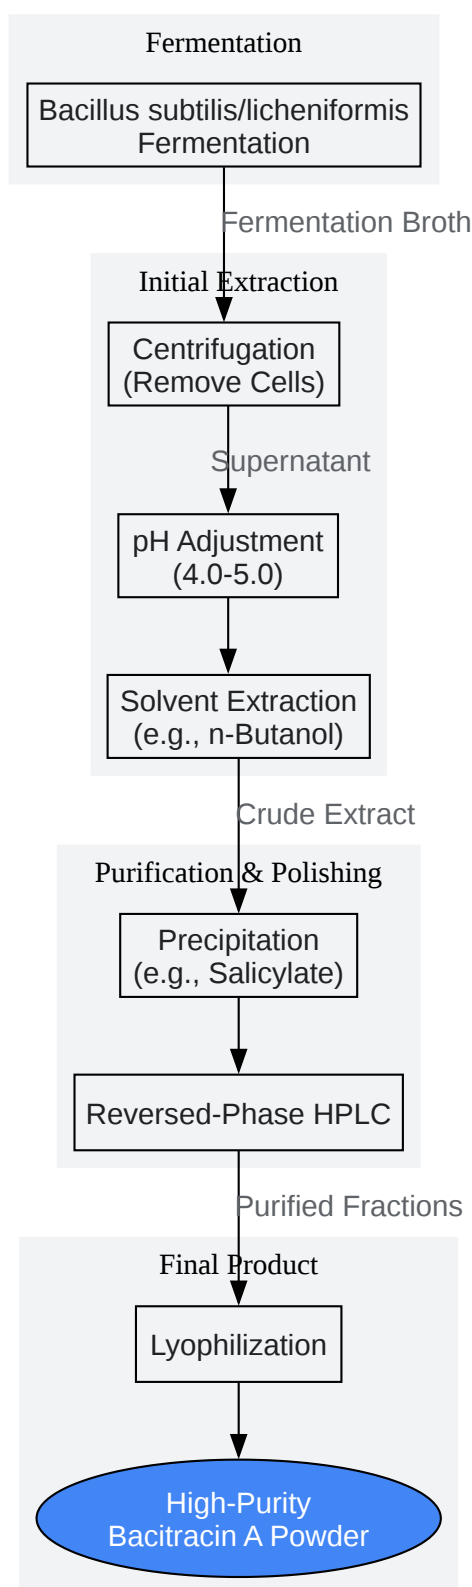 Fermentation
Bacillus subtilis/licheniformis
Fermentation
Fermentation Broth
Initial Extraction
Centrifugation
(Remove Cells)
Supernatant
pH Adjustment
(4.0-5.0)
Solvent Extraction
(e.g., n-Butanol)
Crude Extract
Purification & Polishing
Precipitation
(e.g., Salicylate)
Reversed-Phase HPLC
Purified Fractions
Final Product
Lyophilization
High-Purity
Bacitracin A Powder